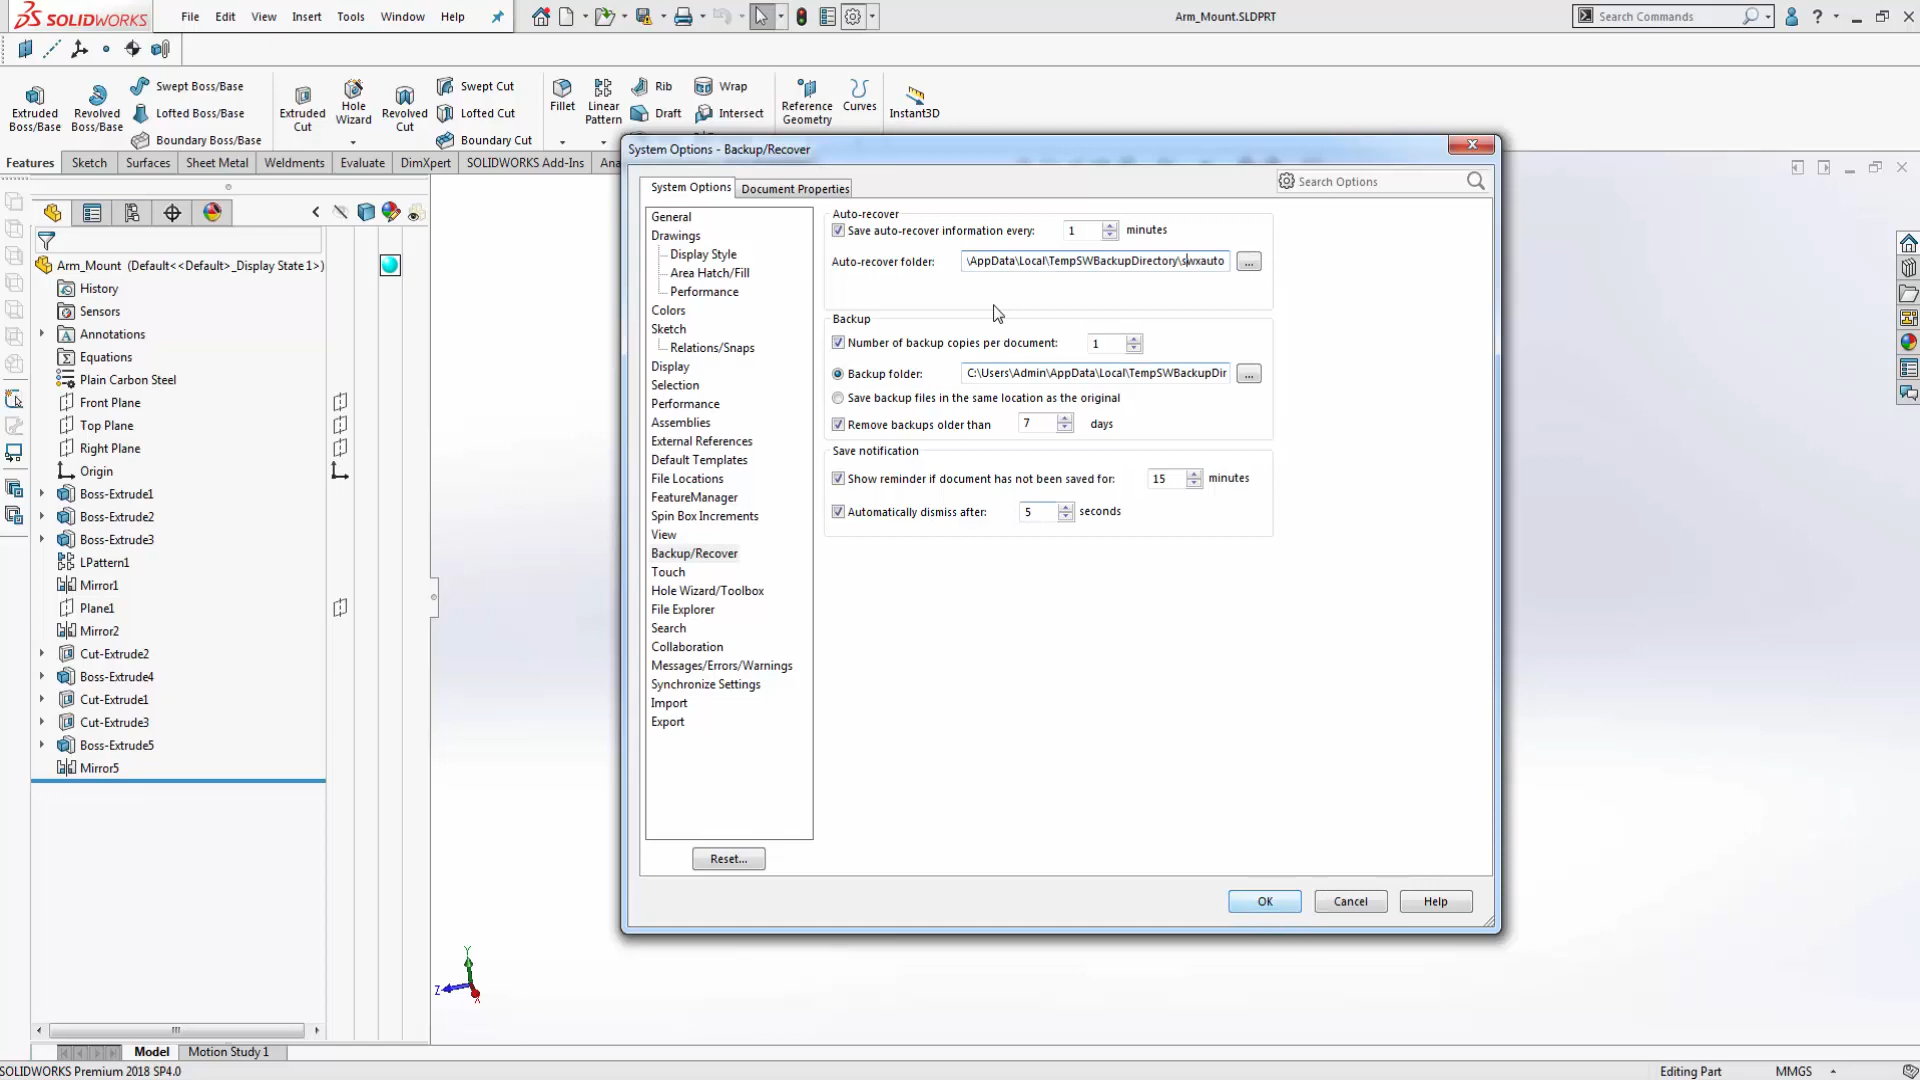 SOLIDWORKS File Edit View Insert Tools Window Help Arm_Mount.SLDPRT Search Commands
Extruded Boss/Base
Revolved Boss/Base
Swept Boss/Base
Lofted Boss/Base
Boundary Boss/Base
Extruded Cut
Hole Wizard
Revolved Cut
Swept Cut
Lofted Cut
Boundary Cut
Fillet
Linear Pattern
Rib
Draft
Wrap
Intersect
Reference Geometry
Curves
Instant3D
Features Sketch Surfaces Sheet Metal Weldments Evaluate DimXpert SOLIDWORKS Add-Ins Ana
Arm_Mount (Default<<Default>_Display State 1>)
History
Sensors
Annotations
Equations
Plain Carbon Steel
Front Plane
Top Plane
Right Plane
Origin
Boss-Extrude1
Boss-Extrude2
Boss-Extrude3
LPattern1
Mirror1
Plane1
Mirror2
Cut-Extrude2
Boss-Extrude4
Cut-Extrude1
Cut-Extrude3
Boss-Extrude5
Mirror5
System Options - Backup/Recover
System Options Document Properties Search Options
General
Drawings
Display Style
Area Hatch/Fill
Performance
Colors
Sketch
Relations/Snaps
Display
Selection
Performance
Assemblies
External References
Default Templates
File Locations
FeatureManager
Spin Box Increments
View
Backup/Recover
Touch
Hole Wizard/Toolbox
File Explorer
Search
Collaboration
Messages/Errors/Warnings
Synchronize Settings
Import
Export
Reset...
Auto-recover
Save auto-recover information every: 1 minutes
Auto-recover folder: \AppData\Local\TempSWBackupDirectory\swxauto ...
Backup
Number of backup copies per document: 1
Backup folder: C:\Users\Admin\AppData\Local\TempSWBackupDir ...
Save backup files in the same location as the original
Remove backups older than 7 days
Save notification
Show reminder if document has not been saved for: 15 minutes
Automatically dismiss after: 5 seconds
OK Cancel Help
Y
Z
Model Motion Study 1
SOLIDWORKS Premium 2018 SP4.0 Editing Part MMGS